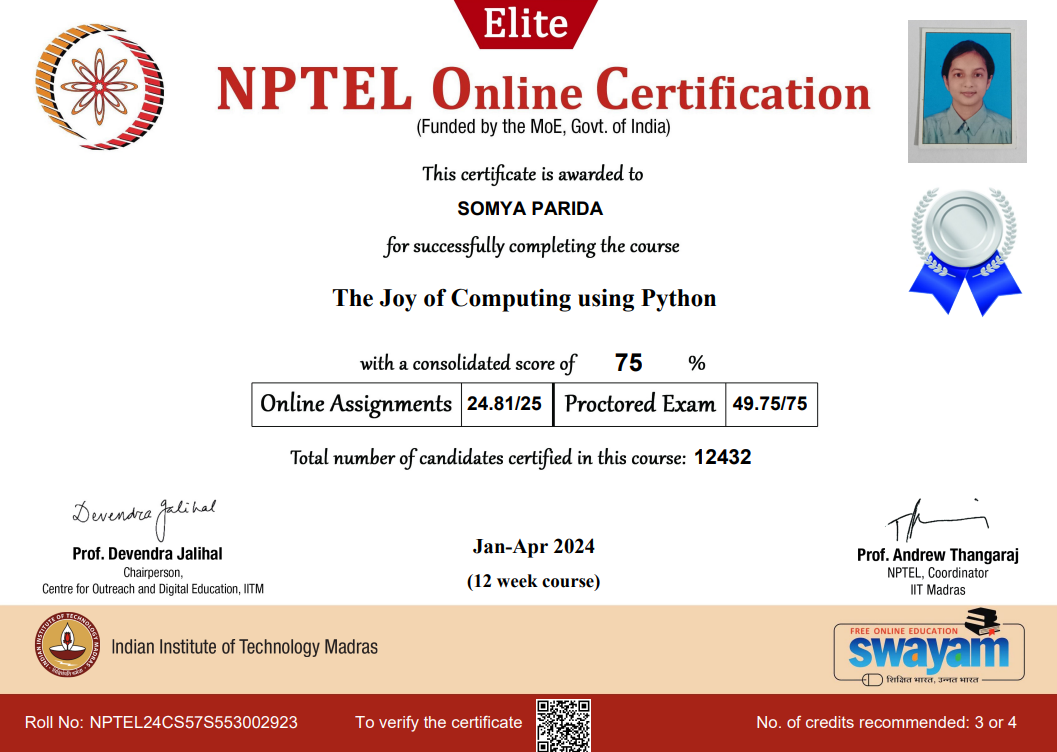 Elite
NPTEL Online Certification
(Funded by the MoE, Govt. of India)
This certificate is awarded to
SOMYA PARIDA
for successfully completing the course
The Joy of Computing using Python
with a consolidated score of 75 %
Online Assignments 24.81/25 Proctored Exam 49.75/75
Total number of candidates certified in this course: 12432
Devendra Jalihal
Prof. Devendra Jalihal
Chairperson,
Centre for Outreach and Digital Education, IITM
Jan-Apr 2024
(12 week course)
Prof. Andrew Thangaraj
NPTEL, Coordinator
IIT Madras
INDIAN INSTITUTE OF TECHNOLOGY MADRAS
Indian Institute of Technology Madras
FREE ONLINE EDUCATION
swayam
शिक्षित भारत, उन्नत भारत
Roll No: NPTEL24CS57S553002923
To verify the certificate
No. of credits recommended: 3 or 4